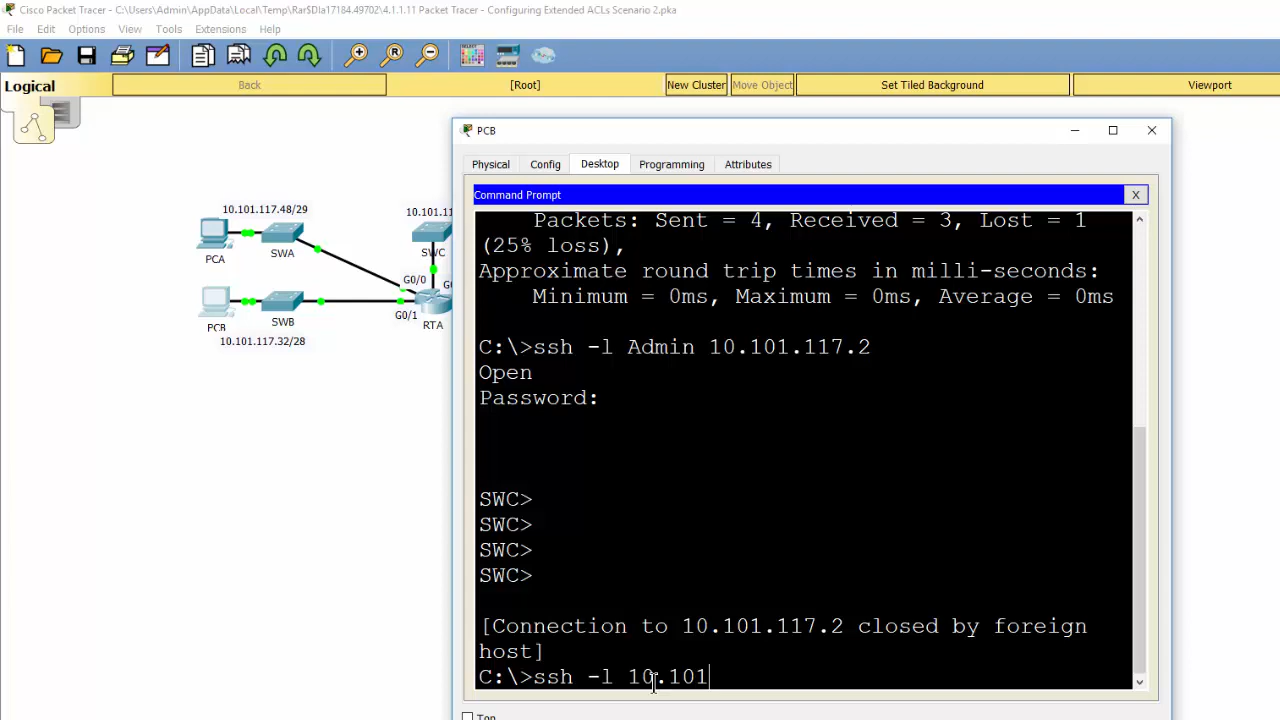 Cisco Packet Tracer - C:\Users\Admin\AppData\Local\Temp\Rar$DIa17184.49702\4.1.1.11 Packet Tracer - Configuring Extended ACLs Scenario 2.pka
File Edit Options View Tools Extensions Help
Logical Back [Root] New Cluster Move Object Set Tiled Background Viewport
PCB
Physical Config Desktop Programming Attributes
Command Prompt X
10.101.117.48/29
10.101.11
PCA
SWA
SWC
G0/0
G
G0/1
PCB
SWB
RTA
10.101.117.32/28
Packets: Sent = 4, Received = 3, Lost = 1
(25% loss),
Approximate round trip times in milli-seconds:
Minimum = 0ms, Maximum = 0ms, Average = 0ms
C:\>ssh -l Admin 10.101.117.2
Open
Password:
SWC>
SWC>
SWC>
SWC>
[Connection to 10.101.117.2 closed by foreign
host]
C:\>ssh -l 10.101
Top